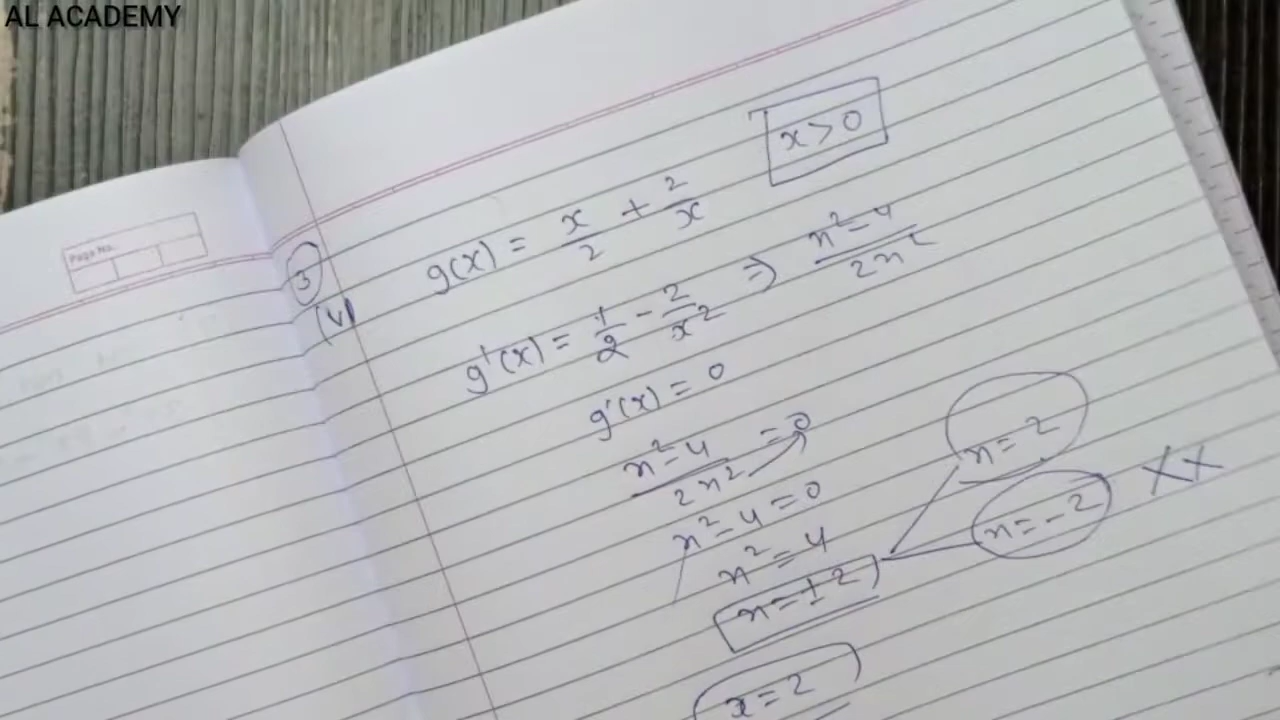 AL ACADEMY
Page No.
x > 0
3
(v)
g(x) = x/2 + 2/x
g'(x) = 1/2 - 2/x² ⇒ x² - 4 / 2x²
g'(x) = 0
x² - 4 / 2x² = 0
x² - 4 = 0
x² = 4
x = ± 2
x = 2
x = - 2 XX
x = 2